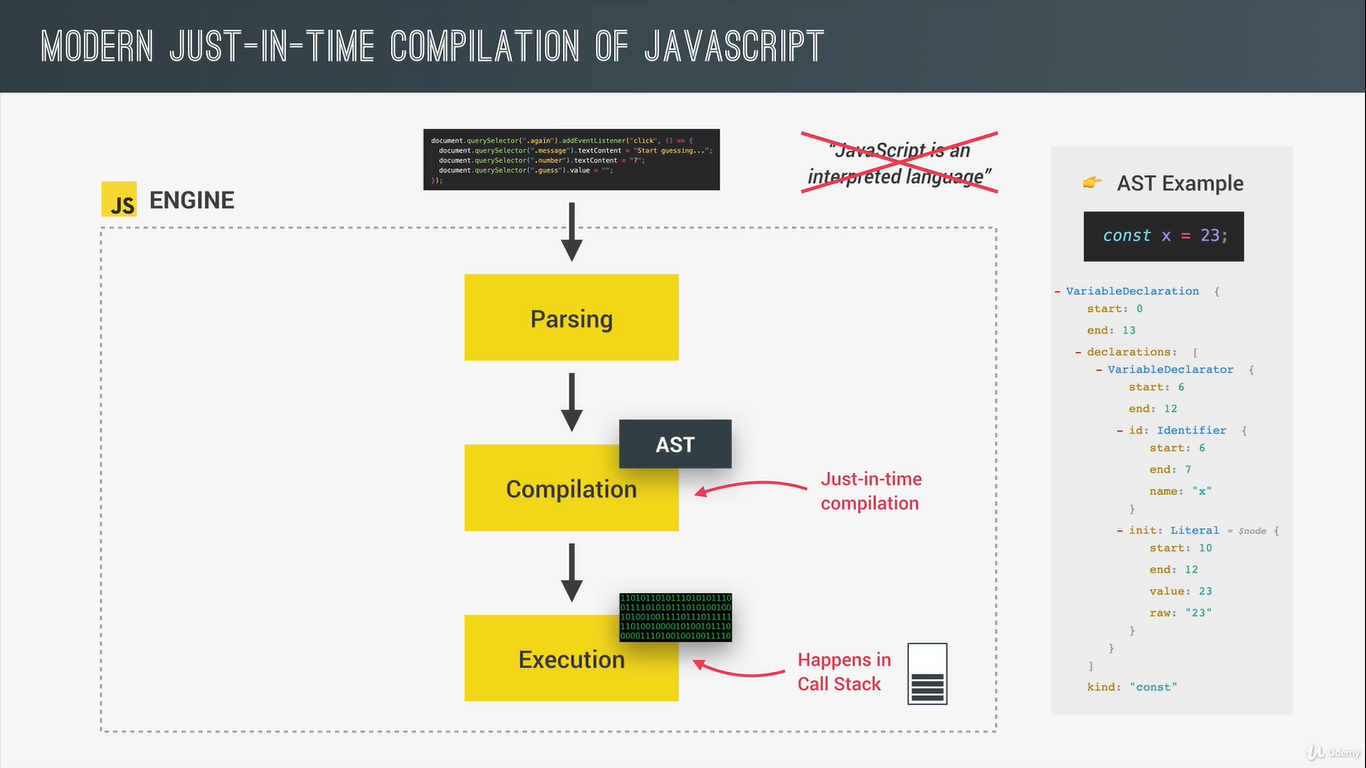 MODERN JUST-IN-TIME COMPILATION OF JAVASCRIPT
document.querySelector(".again").addEventListener("click", () => {
document.querySelector(".message").textContent = "Start guessing...";
document.querySelector(".number").textContent = "?";
document.querySelector(".guess").value = "";
});
“JavaScript is an
interpreted language”
JS ENGINE
Parsing
AST
Compilation
Just-in-time
compilation
1101011010111010101110
0111101010111010100100
1010010011110111011111
1101001000010100101110
0000111010010010011110
Execution
Happens in
Call Stack
👉 AST Example
const x = 23;
- VariableDeclaration {
start: 0
end: 13
- declarations: [
- VariableDeclarator {
start: 6
end: 12
- id: Identifier {
start: 6
end: 7
name: "x"
}
- init: Literal = $node {
start: 10
end: 12
value: 23
raw: "23"
}
}
]
kind: "const"
Udemy